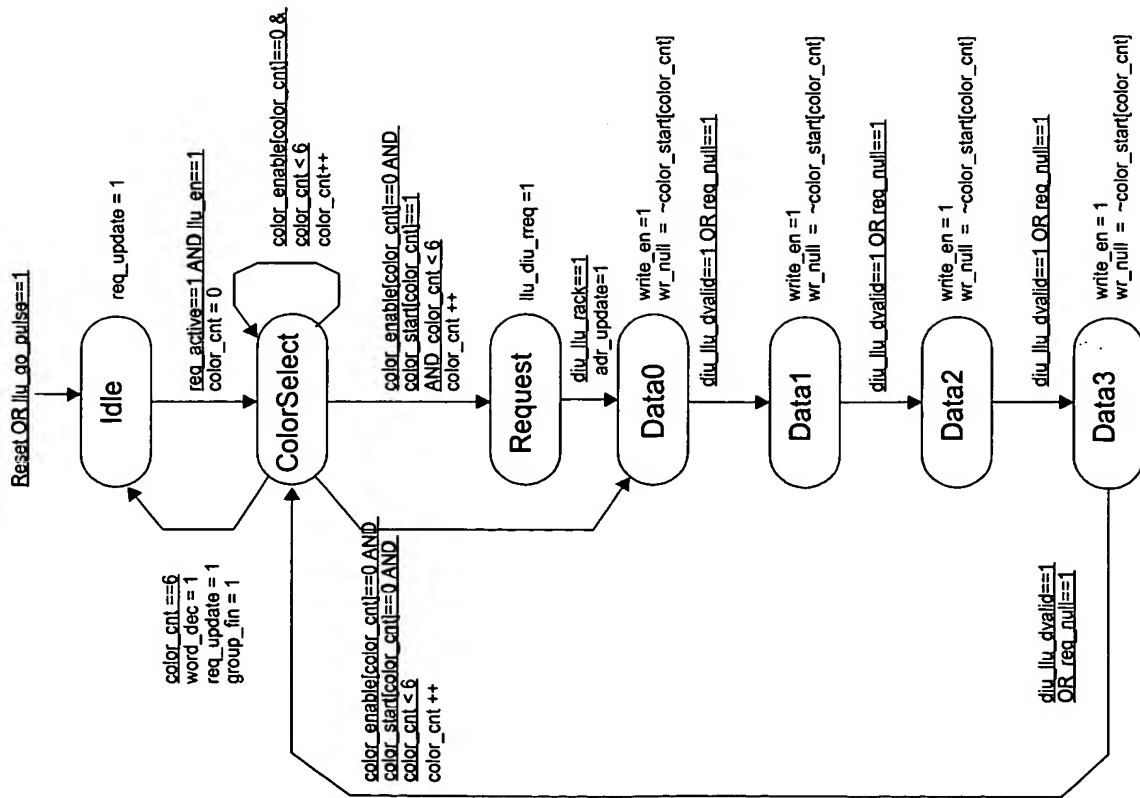 Reset OR llu_go_pulse==1
Idle
req_update = 1
req_active==1 AND llu_en==1
color_cnt = 0
color_cnt ==6
word_dec = 1
req_update = 1
group_fin = 1
ColorSelect
color_enable[color_cnt]==0 &
color_cnt < 6
color_cnt++
color_enable[color_cnt]==0 AND
color_start[color_cnt]==1
AND color_cnt < 6
color_cnt ++
color_enable[color_cnt]==0 AND
color_start[color_cnt]==0 AND
color_cnt < 6
color_cnt ++
Request
llu_diu_rreq =1
diu_llu_rack==1
adr_update=1
Data0
write_en =1
wr_null = ~color_start[color_cnt]
diu_llu_dvalid==1 OR req_null==1
Data1
write_en =1
wr_null = ~color_start[color_cnt]
diu_llu_dvalid==1 OR req_null==1
Data2
write_en = 1
wr_null = ~color_start[color_cnt]
diu_llu_dvalid==1 OR req_null==1
Data3
write_en = 1
wr_null = ~color_start[color_cnt]
diu_llu_dvalid==1
OR req_null==1